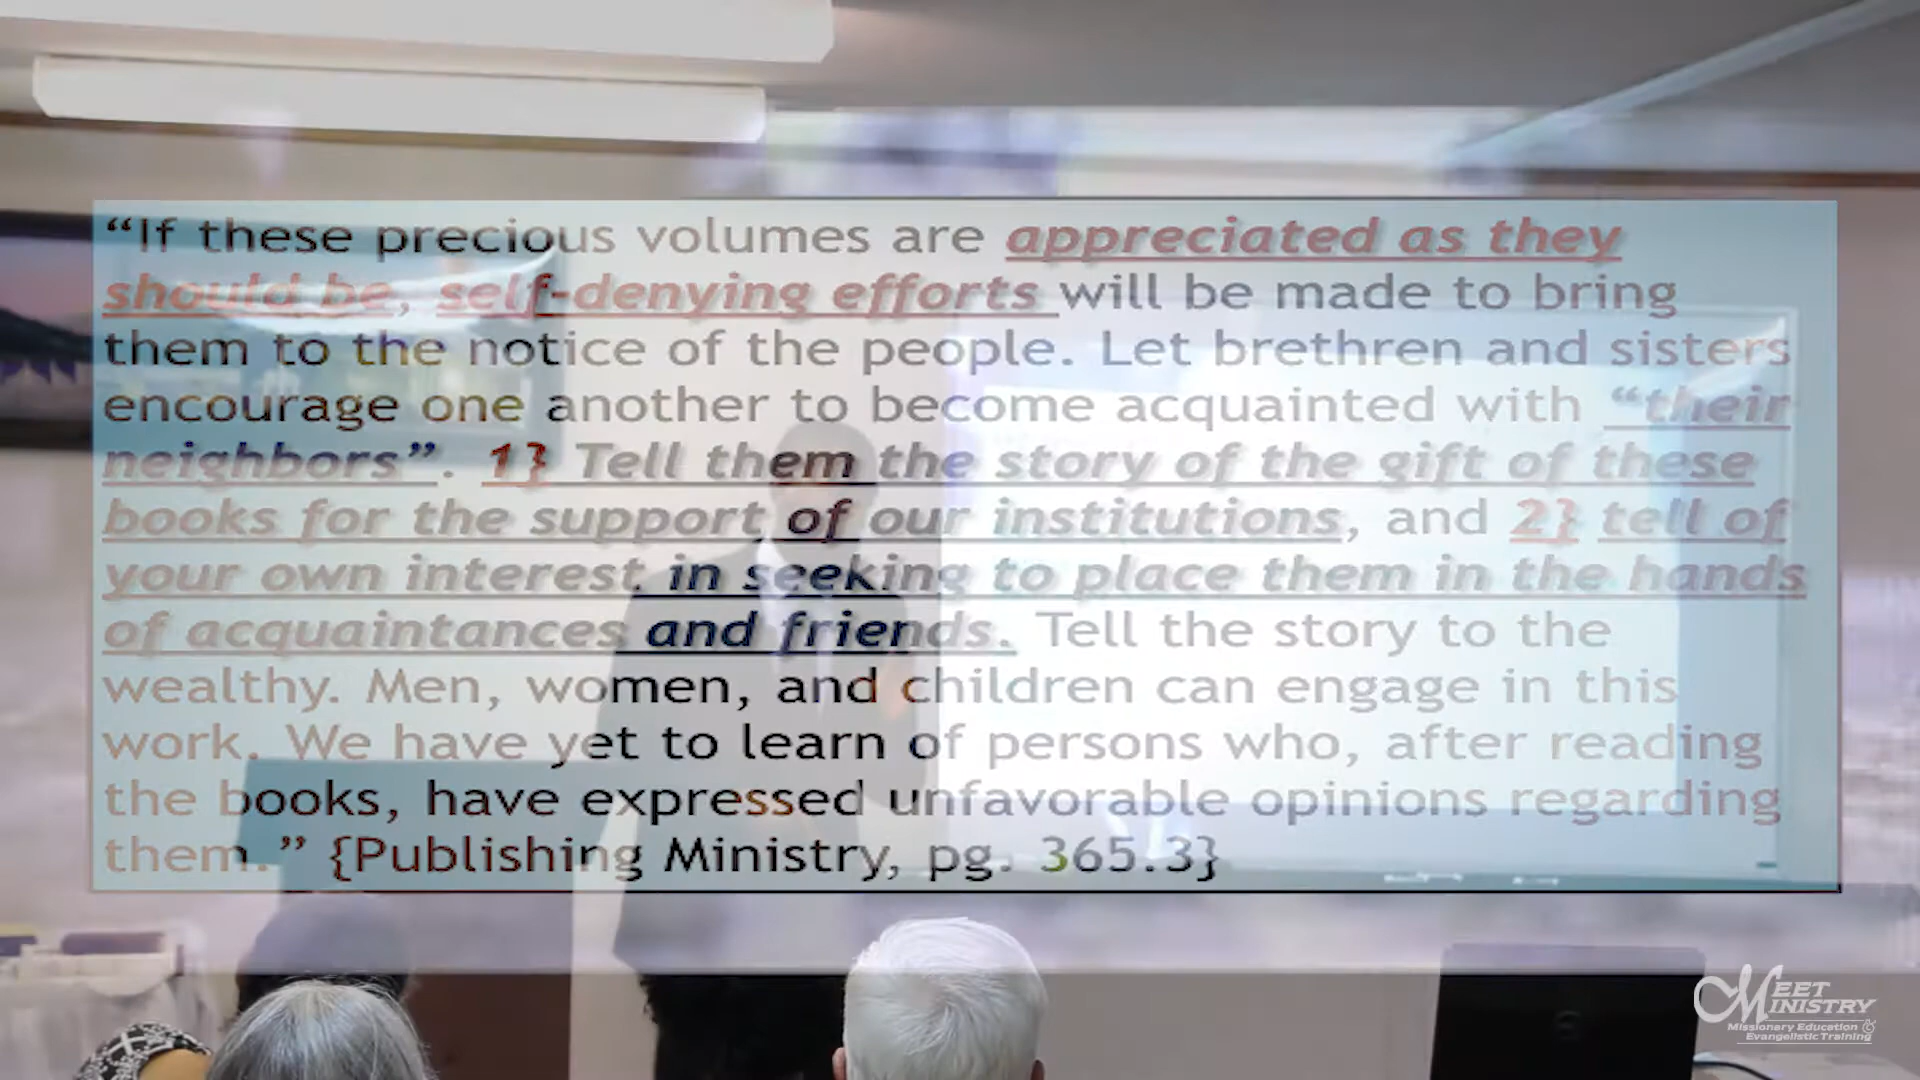 “If these precious volumes are appreciated as they
should be, self-denying efforts will be made to bring
them to the notice of the people. Let brethren and sisters
encourage one another to become acquainted with “their
neighbors”. 1} Tell them the story of the gift of these
books for the support of our institutions, and 2} tell of
your own interest in seeking to place them in the hands
of acquaintances and friends. Tell the story to the
wealthy. Men, women, and children can engage in this
work. We have yet to learn of persons who, after reading
the books, have expressed unfavorable opinions regarding
them.” {Publishing Ministry, pg. 365.3}
MEET
MINISTRY
Missionary Education &
Evangelistic Training